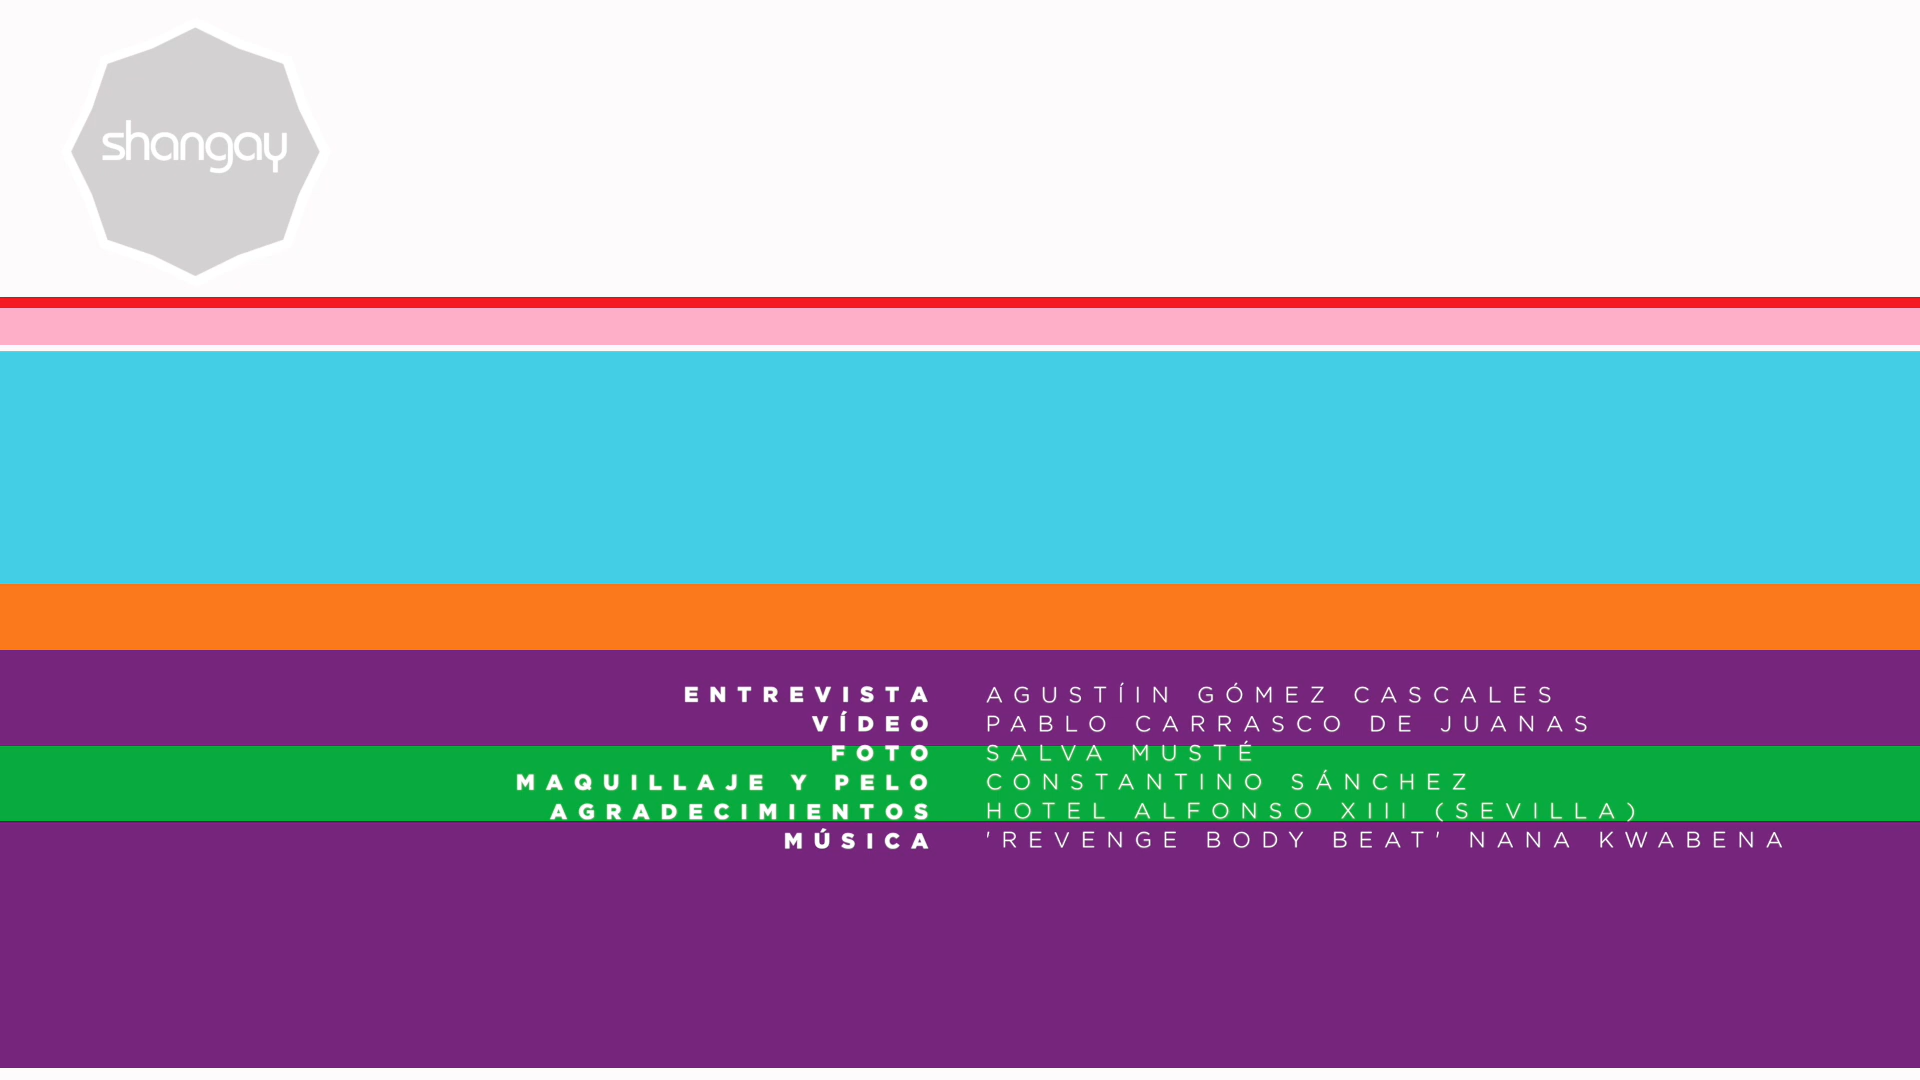 shangay
ENTREVISTA AGUSTÍIN GÓMEZ CASCALES
VÍDEO PABLO CARRASCO DE JUANAS
FOTO SALVA MUSTÉ
MAQUILLAJE Y PELO CONSTANTINO SÁNCHEZ
AGRADECIMIENTOS HOTEL ALFONSO XIII (SEVILLA)
MÚSICA 'REVENGE BODY BEAT' NANA KWABENA